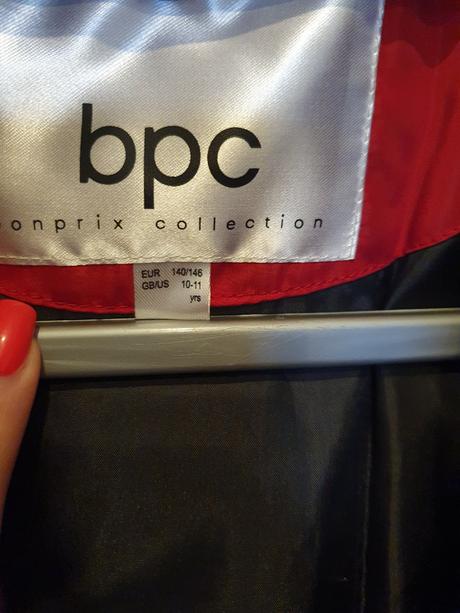 bpc
onprix collection
EUR 140/146
GB/US 10-11
yrs